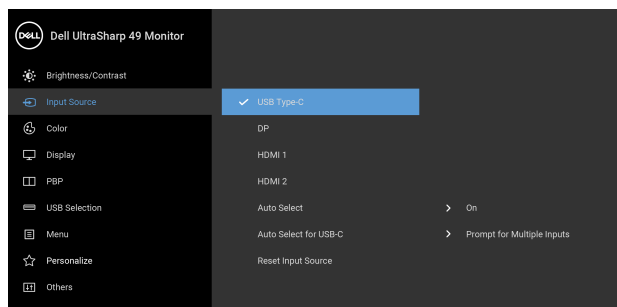 DELL Dell UltraSharp 49 Monitor
Brightness/Contrast
Input Source
USB Type-C
Color
DP
Display
HDMI 1
PBP
HDMI 2
USB Selection
Auto Select
On
Menu
Auto Select for USB-C
Prompt for Multiple Inputs
Personalize
Reset Input Source
Others